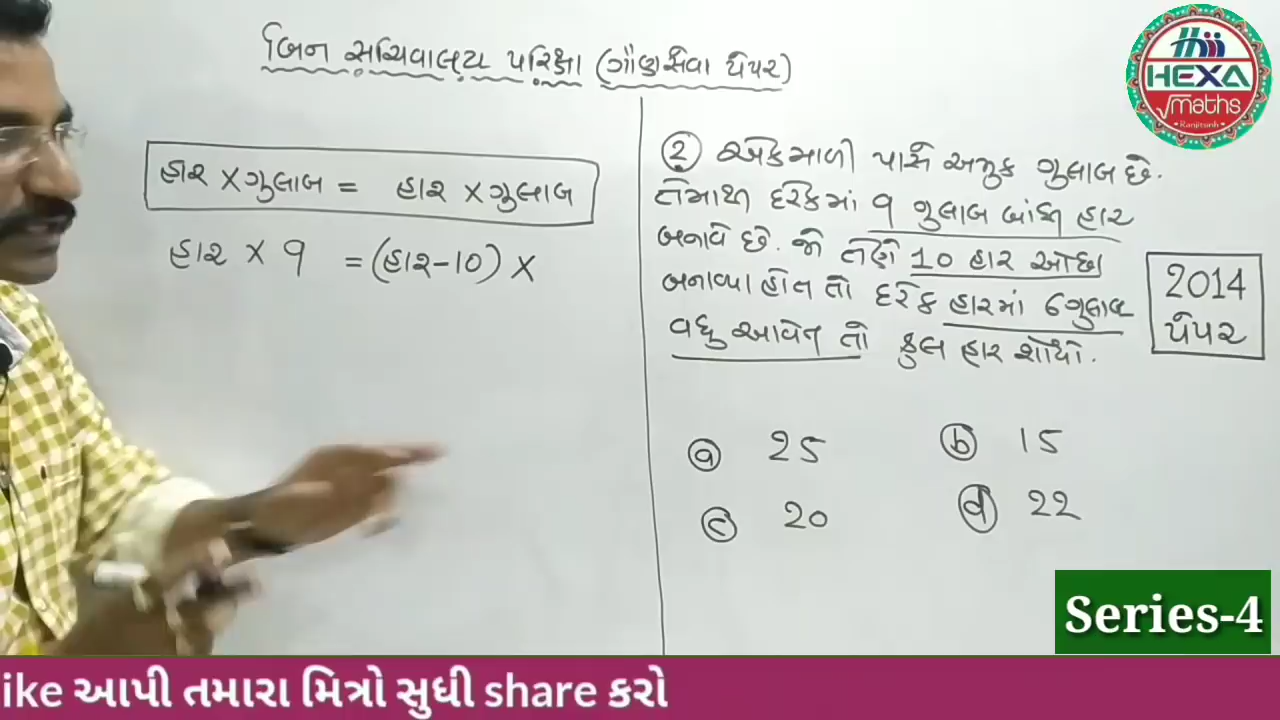 બિન સચિવાલય પરિક્ષા (ગૌણસેવા પેપર)
હાર × ગુલાબ = હાર × ગુલાબ
હાર × 9 = (હાર - 10) ×
2 એક માળી પાસે અમુક ગુલાબ છે.
તેમાથી દરેકમાં 9 ગુલાબ બાંધી હાર
બનાવે છે. જો તેણે 10 હાર ઓછા
બનાવ્યા હોત તો દરેક હારમાં 6 ગુલાબ
વધુ આવેત તો કુલ હાર શોધો.
2014
પેપર
a 25
b 15
c 20
d 22
HEXA
√maths
Ranjitsinh
Series-4
ike આપી તમારા મિત્રો સુધી share કરો